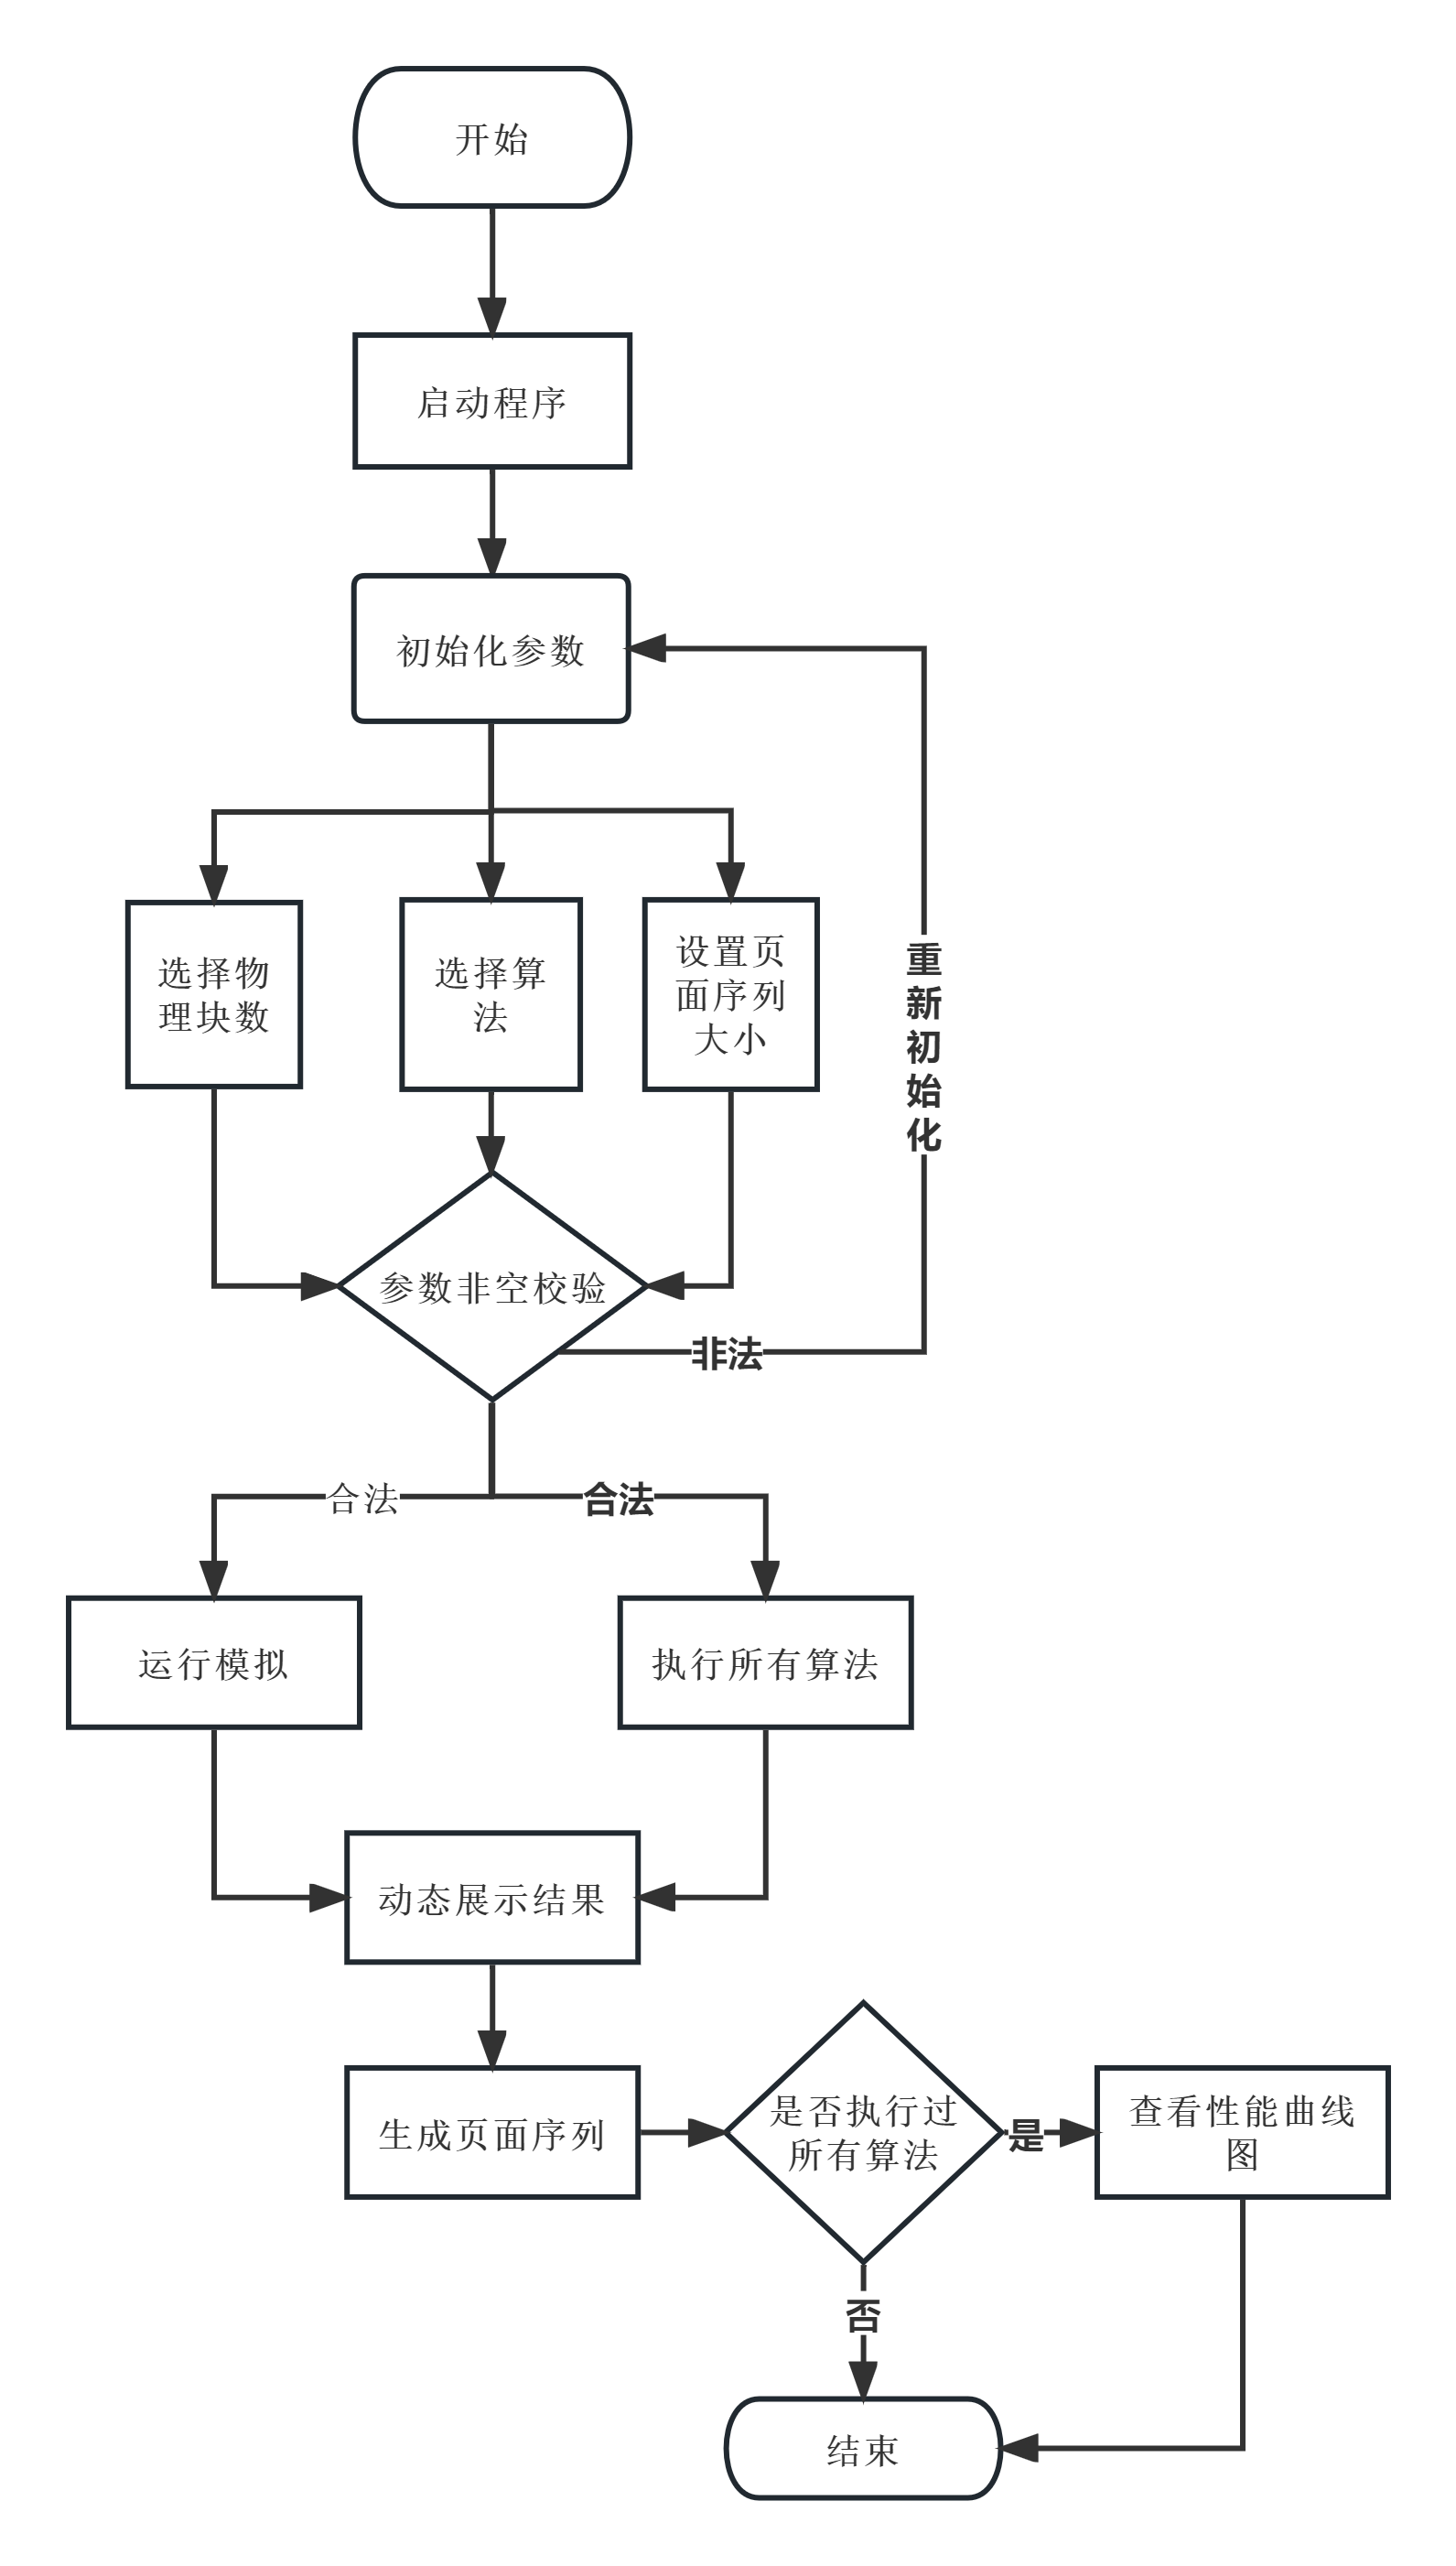 开始
启动程序
初始化参数
选择物
理块数
选择算
法
设置页
面序列
大小
重
新
初
始
化
参数非空校验
非法
合法
合法
运行模拟
执行所有算法
动态展示结果
生成页面序列
是否执行过
所有算法
是
查看性能曲线
图
否
结束